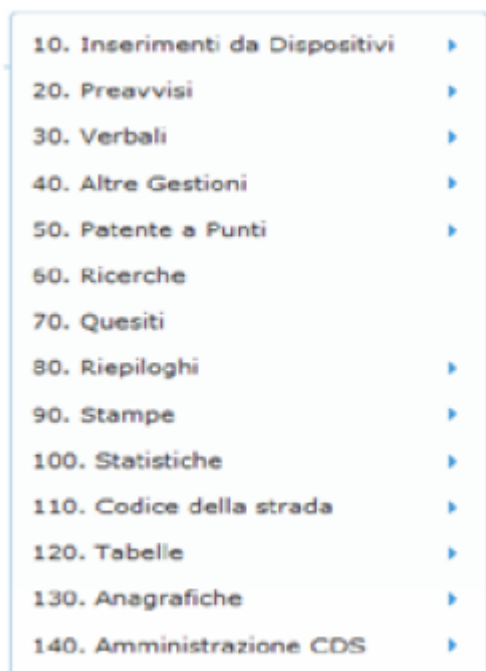 10. Inserimenti da Dispositivi
20. Preavvisi
30. Verbali
40. Altre Gestioni
50. Patente a Punti
60. Ricerche
70. Quesiti
80. Riepiloghi
90. Stampe
100. Statistiche
110. Codice della strada
120. Tabelle
130. Anagrafiche
140. Amministrazione CDS